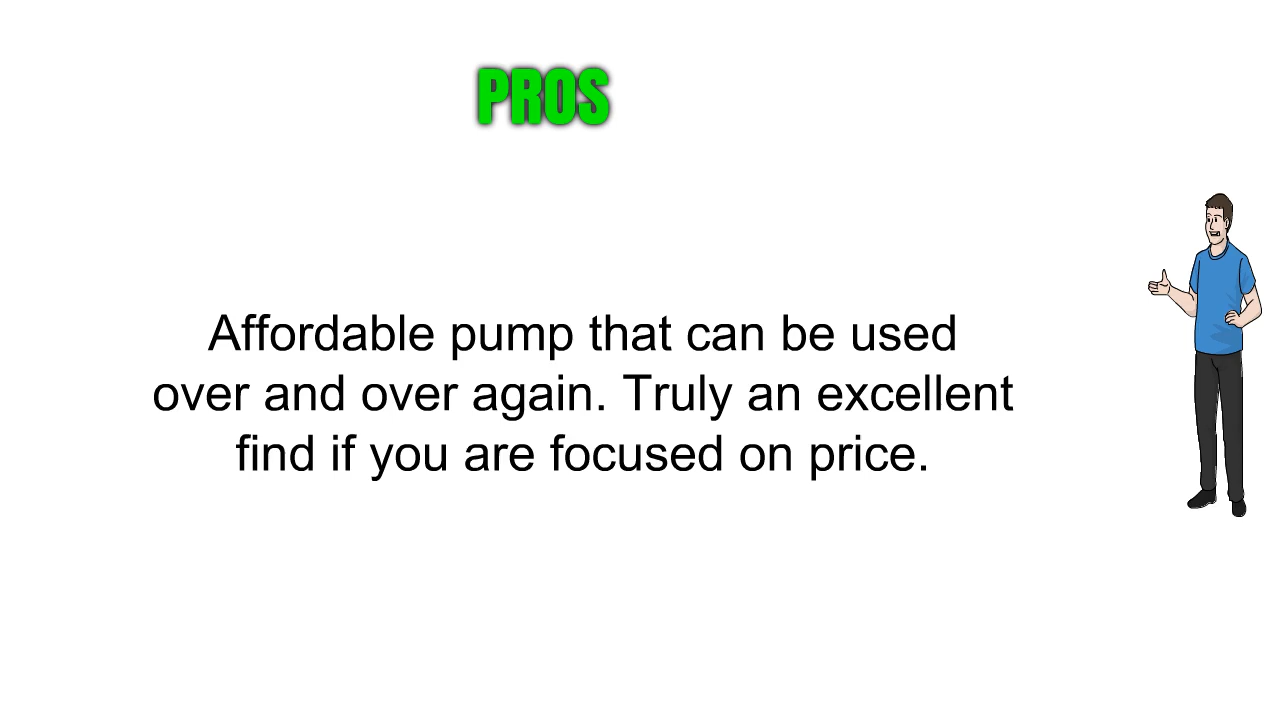 PROS
Affordable pump that can be used
over and over again. Truly an excellent
find if you are focused on price.